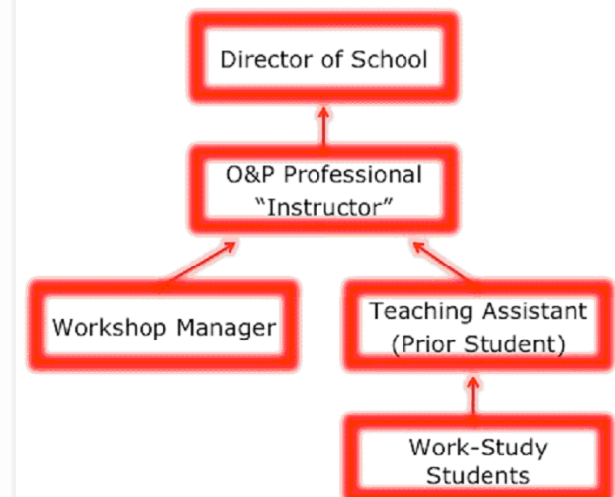 Director of School
O&P Professional
“Instructor”
Workshop Manager
Teaching Assistant
(Prior Student)
Work-Study
Students